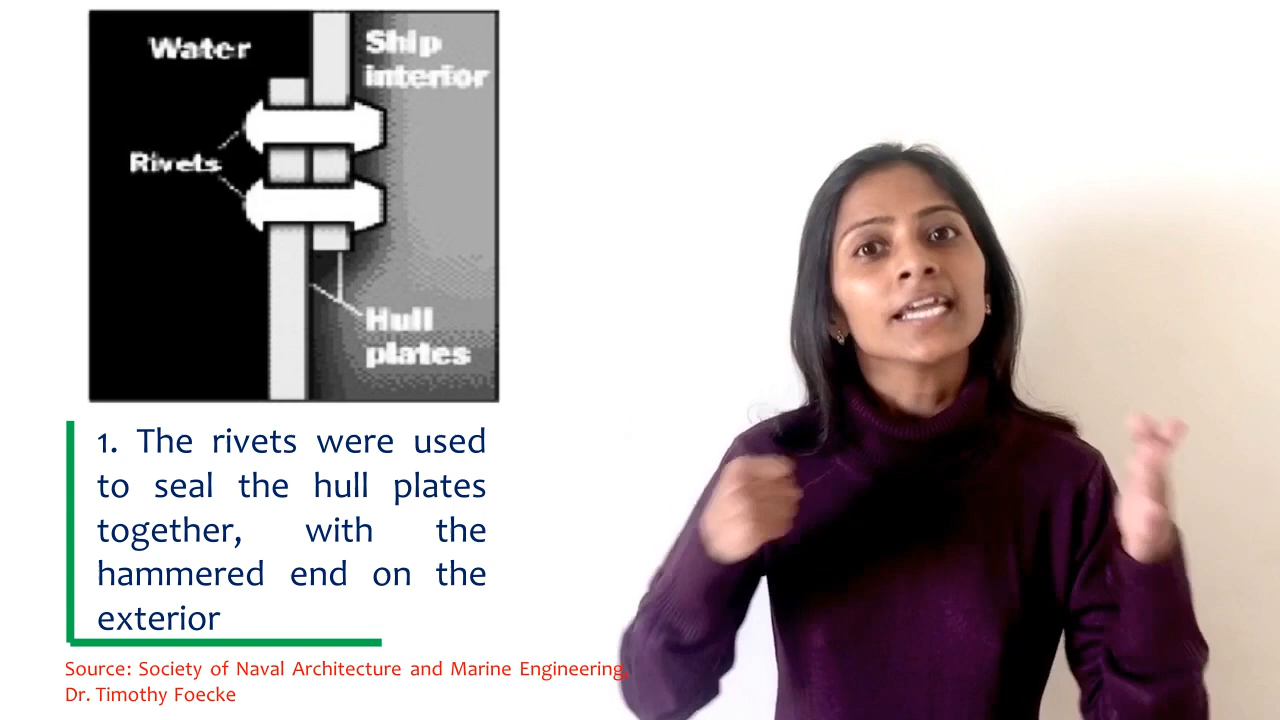 Water
Ship
interior
Rivets
Hull
plates
1. The rivets were used
to seal the hull plates
together, with the
hammered end on the
exterior
Source: Society of Naval Architecture and Marine Engineering,
Dr. Timothy Foecke